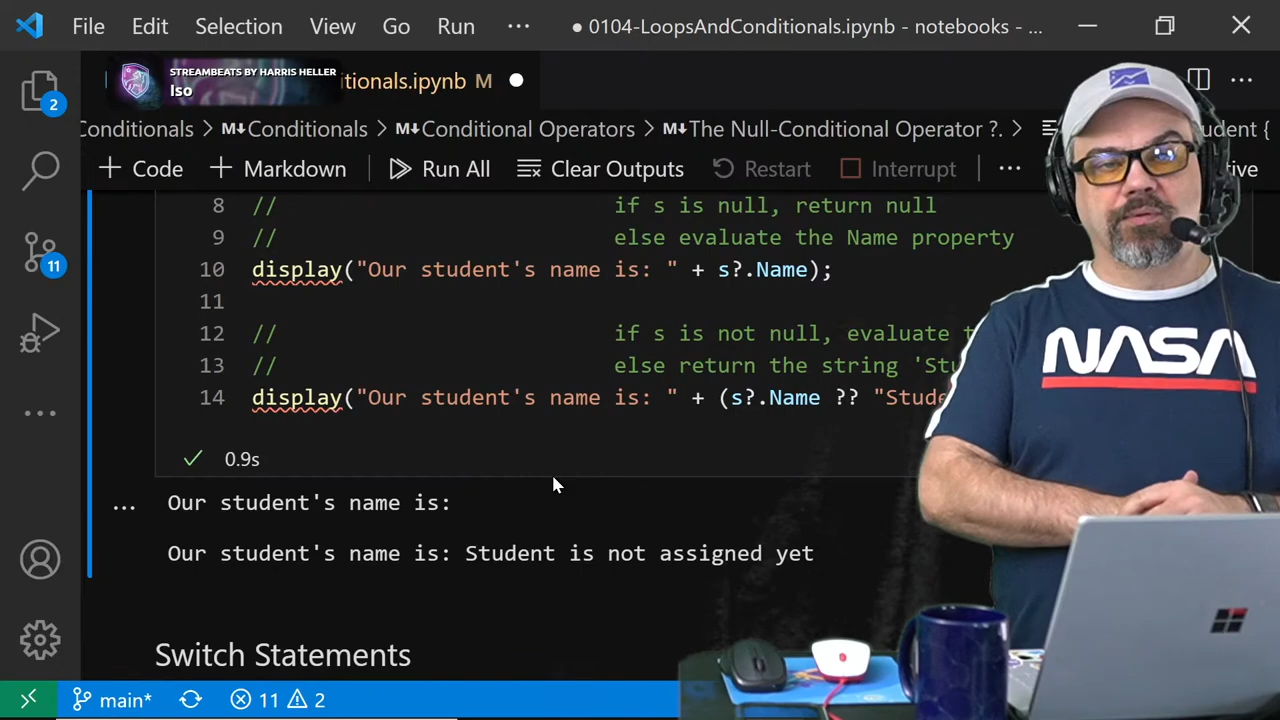 File Edit Selection View Go Run ··· ● 0104-LoopsAndConditionals.ipynb - notebooks - ...
STREAMBEATS BY HARRIS HELLER
Iso
itionals.ipynb M
Conditionals > M↓Conditionals > M↓Conditional Operators > M↓The Null-Conditional Operator ?. > {
+ Code + Markdown Run All Clear Outputs Restart Interrupt ···
2
11
8 // if s is null, return null
9 // else evaluate the Name property
10 display("Our student's name is: " + s?.Name);
11
12 // if s is not null, evaluate
13 // else return the string
14 display("Our student's name is: " + (s?.Name ??
✓ 0.9s
... Our student's name is:
Our student's name is: Student is not assigned yet
Switch Statements
main* 11 2
NASA